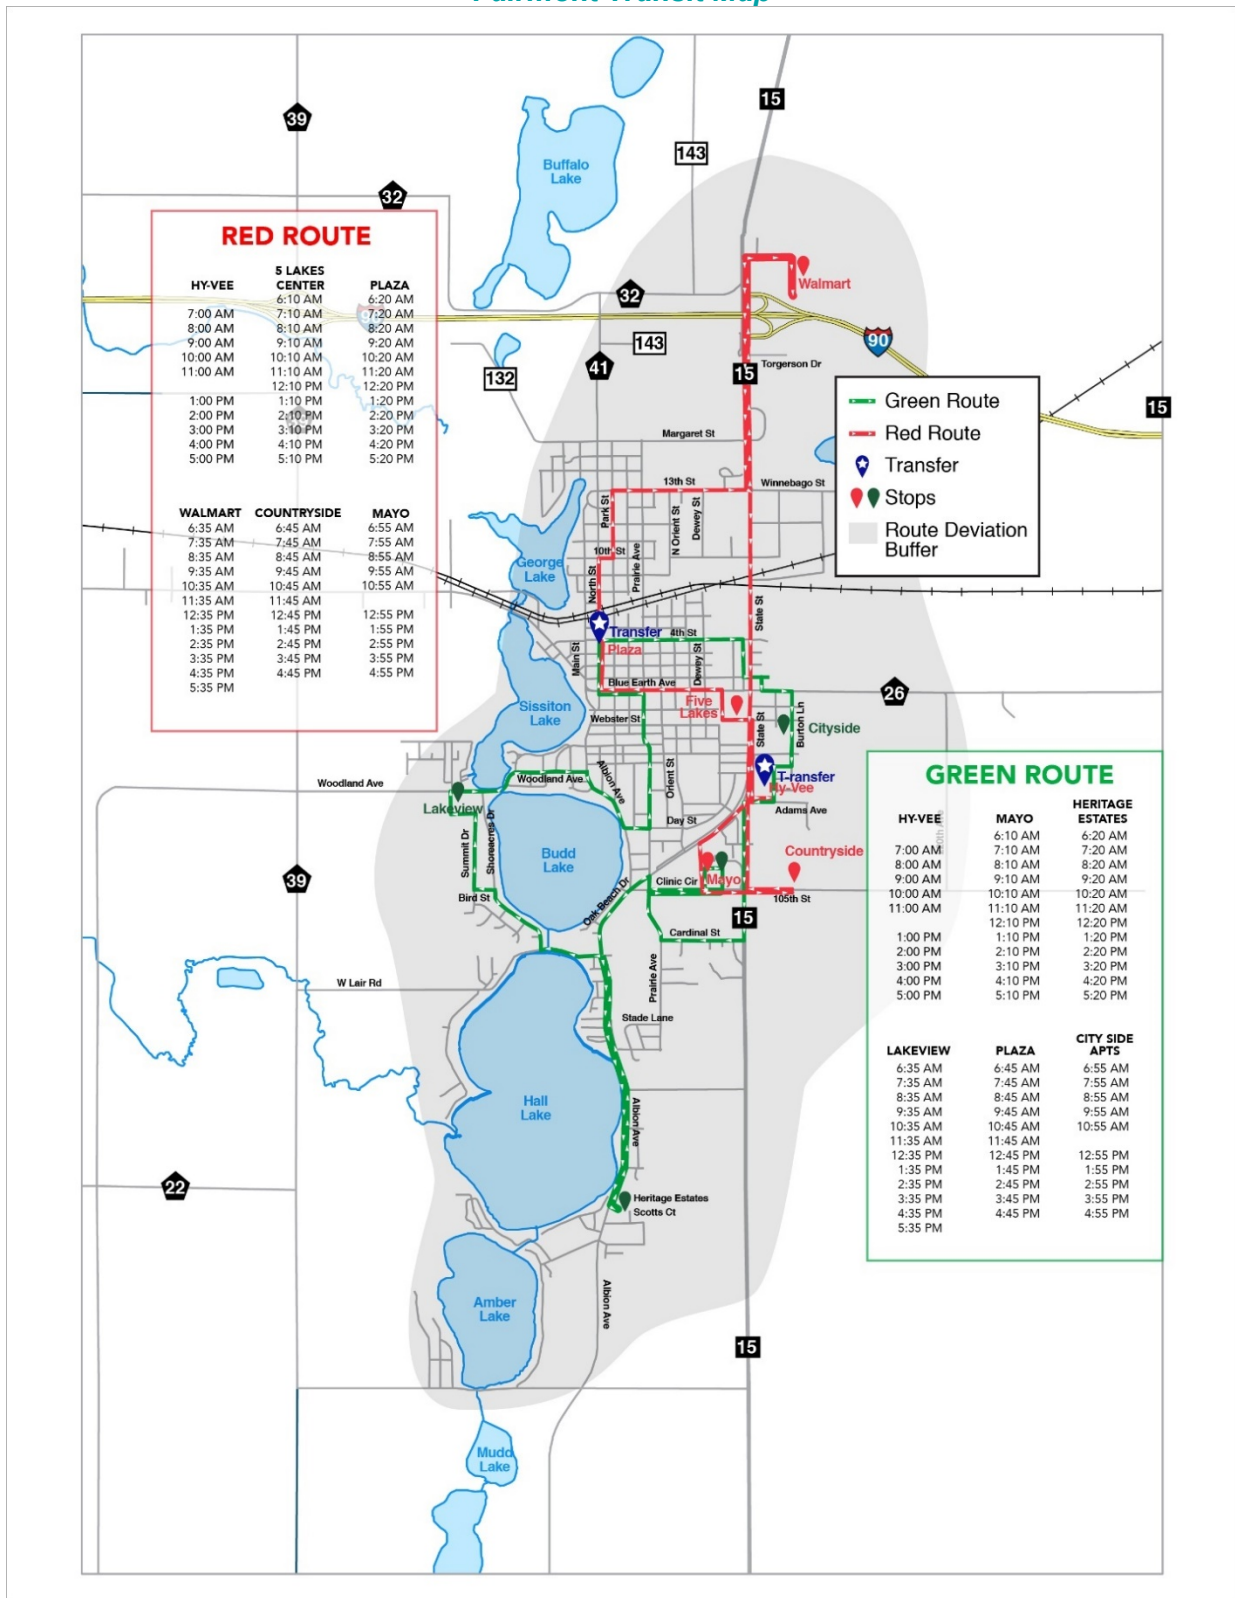 Fairmont Transit Map
39
15
143
32
Buffalo
Lake
RED ROUTE
HY-VEE 5 LAKES CENTER PLAZA
6:10 AM 6:20 AM
7:00 AM 7:10 AM 7:20 AM
8:00 AM 8:10 AM 8:20 AM
9:00 AM 9:10 AM 9:20 AM
10:00 AM 10:10 AM 10:20 AM
11:00 AM 11:10 AM 11:20 AM
12:10 PM 12:20 PM
1:00 PM 1:10 PM 1:20 PM
2:00 PM 2:10 PM 2:20 PM
3:00 PM 3:10 PM 3:20 PM
4:00 PM 4:10 PM 4:20 PM
5:00 PM 5:10 PM 5:20 PM
WALMART COUNTRYSIDE MAYO
6:35 AM 6:45 AM 6:55 AM
7:35 AM 7:45 AM 7:55 AM
8:35 AM 8:45 AM 8:55 AM
9:35 AM 9:45 AM 9:55 AM
10:35 AM 10:45 AM 10:55 AM
11:35 AM 11:45 AM
12:35 PM 12:45 PM 12:55 PM
1:35 PM 1:45 PM 1:55 PM
2:35 PM 2:45 PM 2:55 PM
3:35 PM 3:45 PM 3:55 PM
4:35 PM 4:45 PM 4:55 PM
5:35 PM
Walmart
32
143
90
41
132
15
Torgerson Dr
15
Green Route
Red Route
Transfer
Stops
Route Deviation
Buffer
Margaret St
13th St
Winnebago St
Park St
N Orient St
Dewey St
10th St
Prairie Ave
George
Lake
North St
State St
Transfer
4th St
Plaza
Main St
Dewey St
Blue Earth Ave
26
Five
Lakes
Sissiton
Lake
Webster St
State St
Burton Ln
Cityside
Woodland Ave
Woodland Ave
Albion Ave
Orient St
T-ransfer
Hy-Vee
Lakeview
Adams Ave
Day St
Summit Dr
Shoreacres Dr
Budd
Lake
Countryside
39
Mayo
Clinic Cir
Bird St
Oak Beach Dr
105th St
15
Cardinal St
Prairie Ave
W Lair Rd
Stade Lane
Hall
Lake
Albion Ave
22
Heritage Estates
Scotts Ct
Amber
Lake
Albion Ave
15
Mudd
Lake
GREEN ROUTE
HY-VEE MAYO HERITAGE ESTATES
6:10 AM 6:20 AM
7:00 AM 7:10 AM 7:20 AM
8:00 AM 8:10 AM 8:20 AM
9:00 AM 9:10 AM 9:20 AM
10:00 AM 10:10 AM 10:20 AM
11:00 AM 11:10 AM 11:20 AM
12:10 PM 12:20 PM
1:00 PM 1:10 PM 1:20 PM
2:00 PM 2:10 PM 2:20 PM
3:00 PM 3:10 PM 3:20 PM
4:00 PM 4:10 PM 4:20 PM
5:00 PM 5:10 PM 5:20 PM
LAKEVIEW PLAZA CITY SIDE APTS
6:35 AM 6:45 AM 6:55 AM
7:35 AM 7:45 AM 7:55 AM
8:35 AM 8:45 AM 8:55 AM
9:35 AM 9:45 AM 9:55 AM
10:35 AM 10:45 AM 10:55 AM
11:35 AM 11:45 AM
12:35 PM 12:45 PM 12:55 PM
1:35 PM 1:45 PM 1:55 PM
2:35 PM 2:45 PM 2:55 PM
3:35 PM 3:45 PM 3:55 PM
4:35 PM 4:45 PM 4:55 PM
5:35 PM